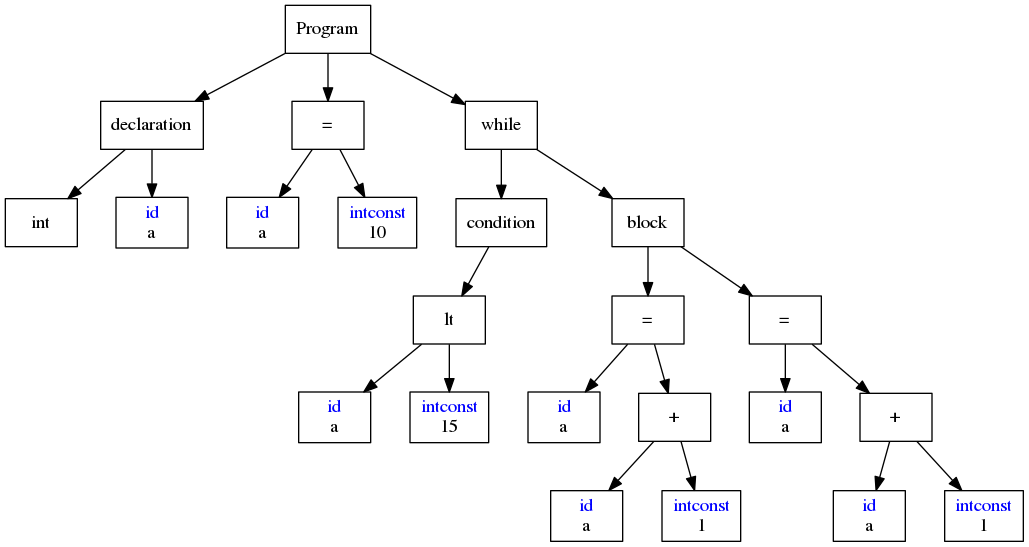 Program
declaration
=
while
int
id
a
id
a
intconst
10
condition
block
lt
=
=
id
a
intconst
15
id
a
+
id
a
+
id
a
intconst
1
id
a
intconst
1